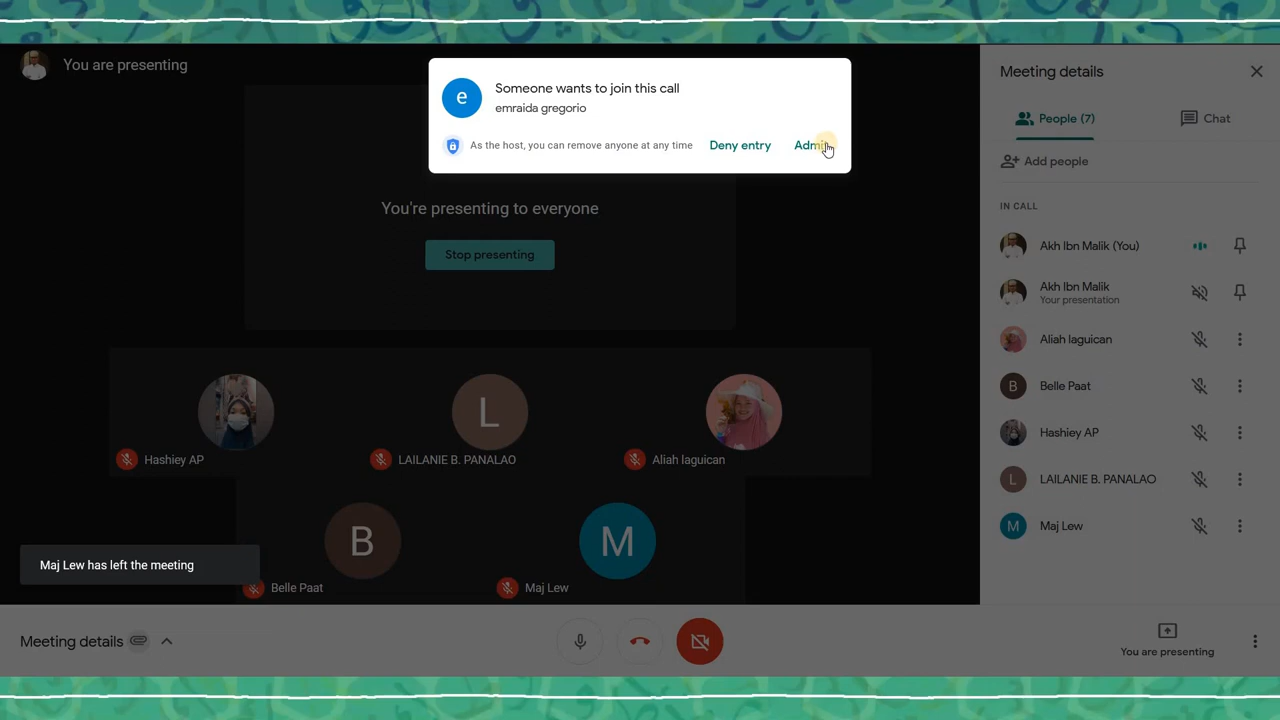 You are presenting
Someone wants to join this call
e
emraida gregorio
As the host, you can remove anyone at any time
Deny entry
Admit
You're presenting to everyone
Stop presenting
L
Hashiey AP
LAILANIE B. PANALAO
Aliah laguican
B
M
Belle Paat
Maj Lew
Maj Lew has left the meeting
Meeting details
People (7)
Chat
Add people
IN CALL
Akh Ibn Malik (You)
Akh Ibn Malik
Your presentation
Aliah laguican
B
Belle Paat
Hashiey AP
L
LAILANIE B. PANALAO
M
Maj Lew
Meeting details
You are presenting